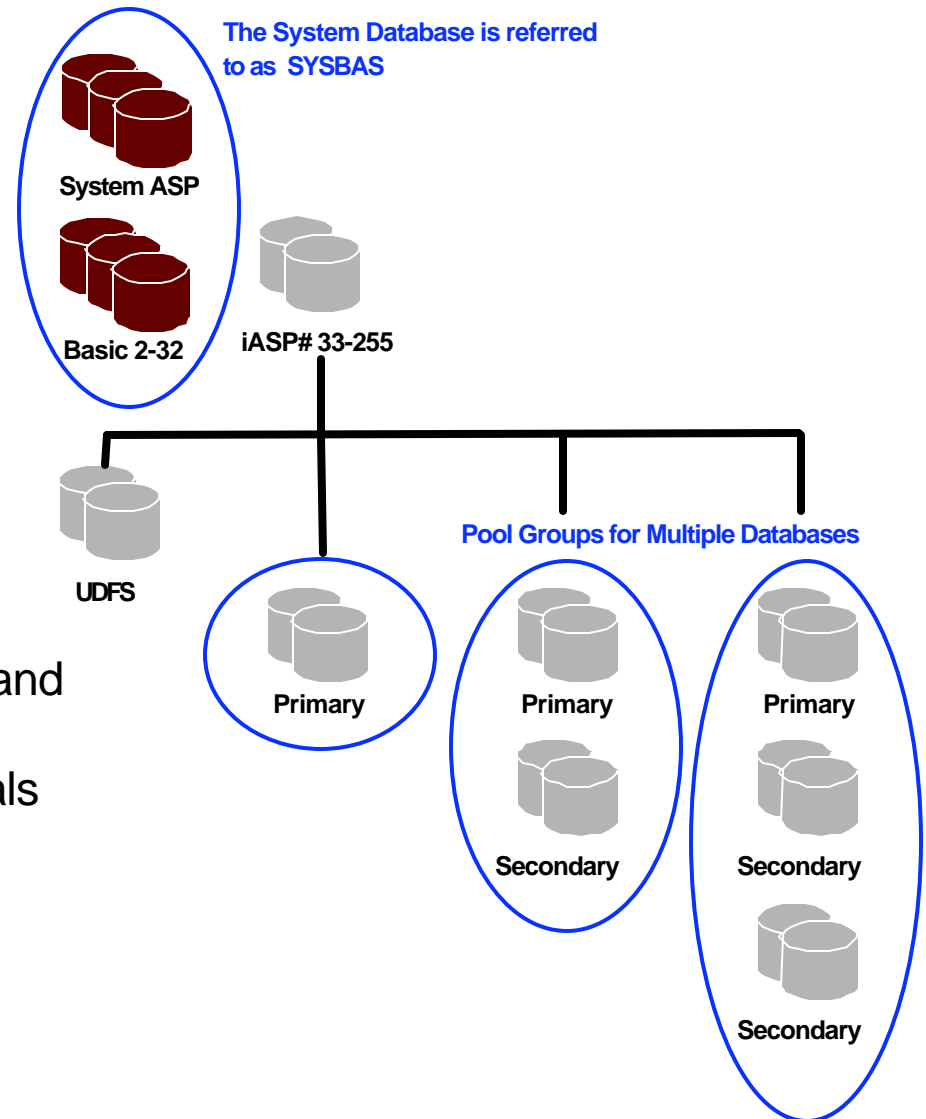 The System Database is referred
to as SYSBAS
System ASP
Basic 2-32
iASP# 33-255
UDFS
Pool Groups for Multiple Databases
and
Primary
Primary
Primary
als
Secondary
Secondary
Secondary